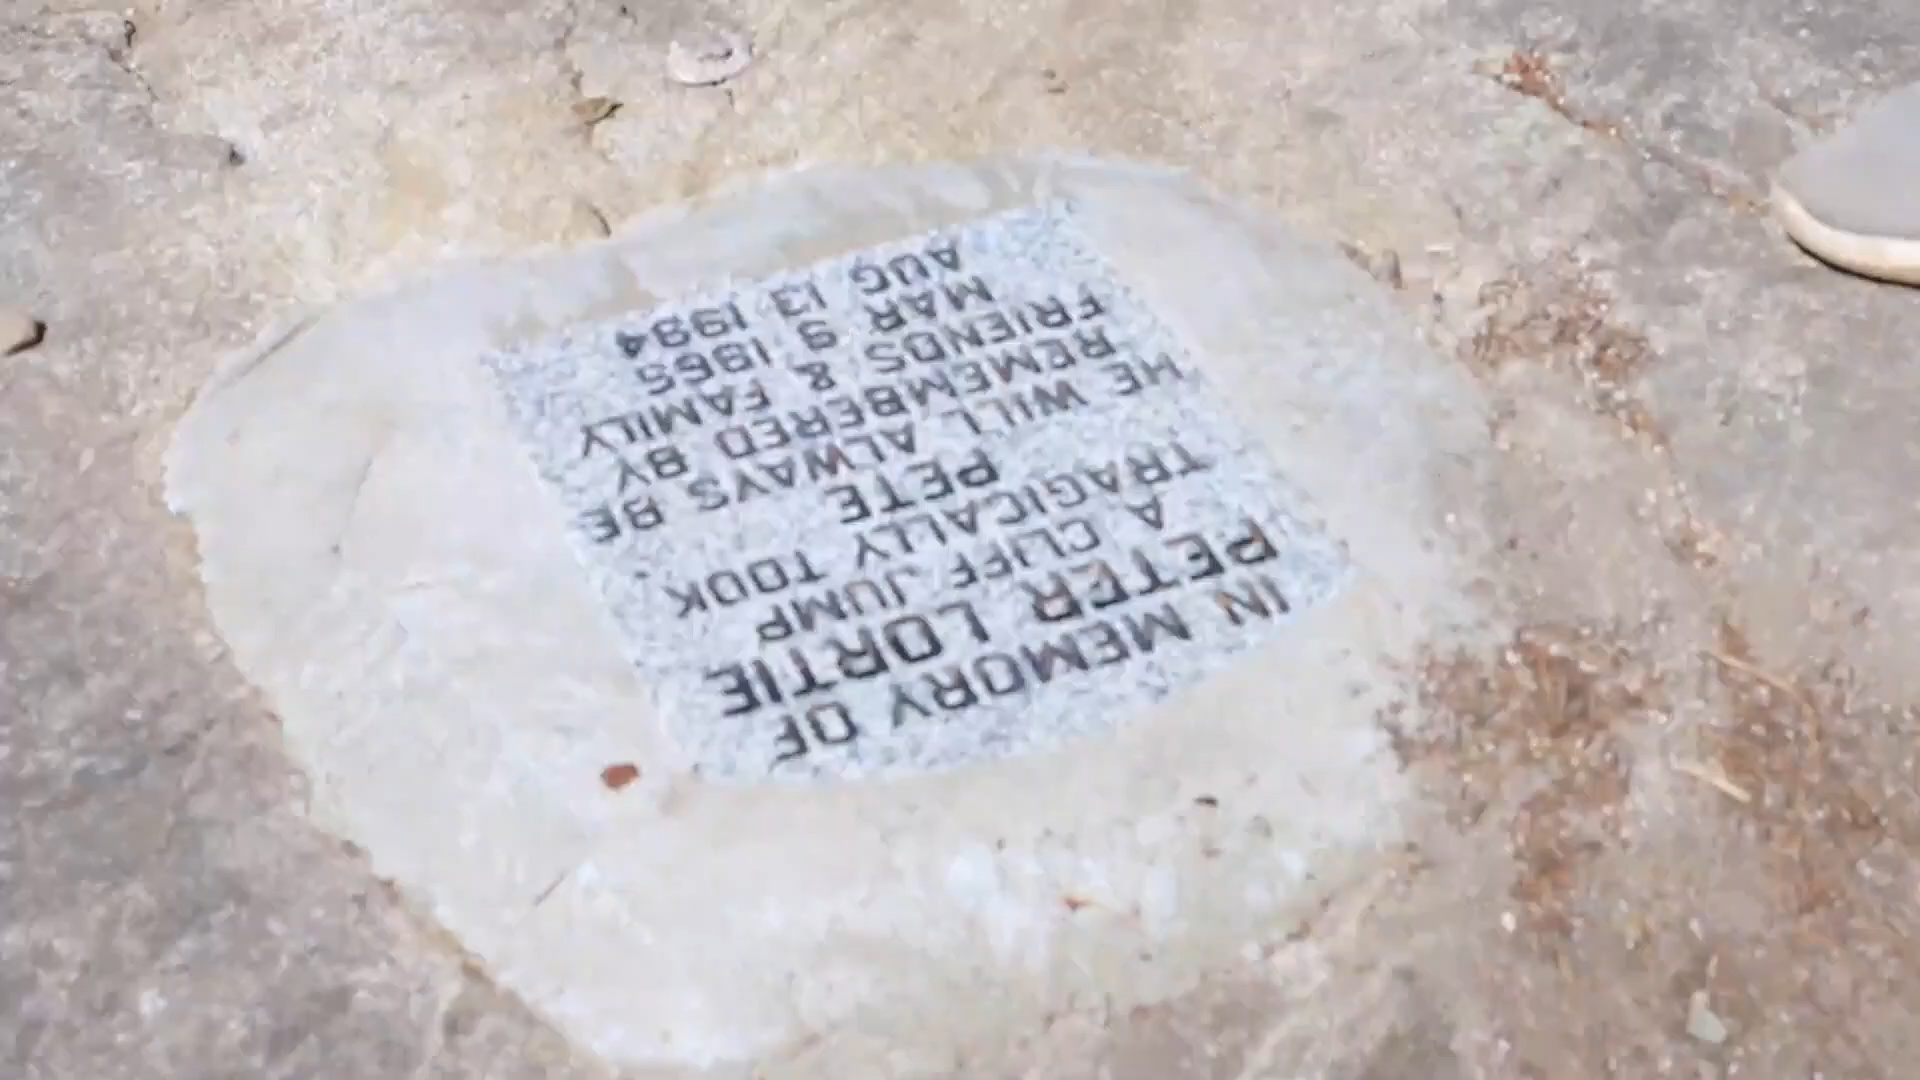 IN MEMORY OF
PETER LORTIE
A CLIFF JUMP
TRAGICALLY TOOK
PETE
HE WILL ALWAYS BE
REMEMBERED BY
FRIENDS & FAMILY
MAR 9 1965
AUG 13 1994